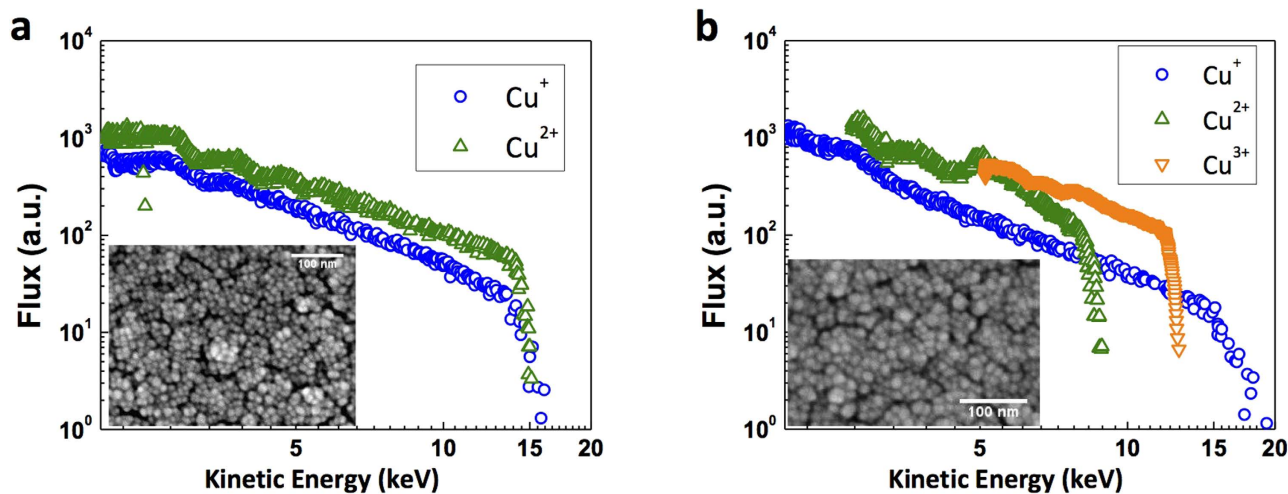 a
10⁴
10³
10²
10¹
10⁰
Flux (a.u.)
Cu⁺
Cu²⁺
100 nm
5
10
15
20
Kinetic Energy (keV)
b
10⁴
10³
10²
10¹
10⁰
Flux (a.u.)
Cu⁺
Cu²⁺
Cu³⁺
100 nm
5
10
15
20
Kinetic Energy (keV)